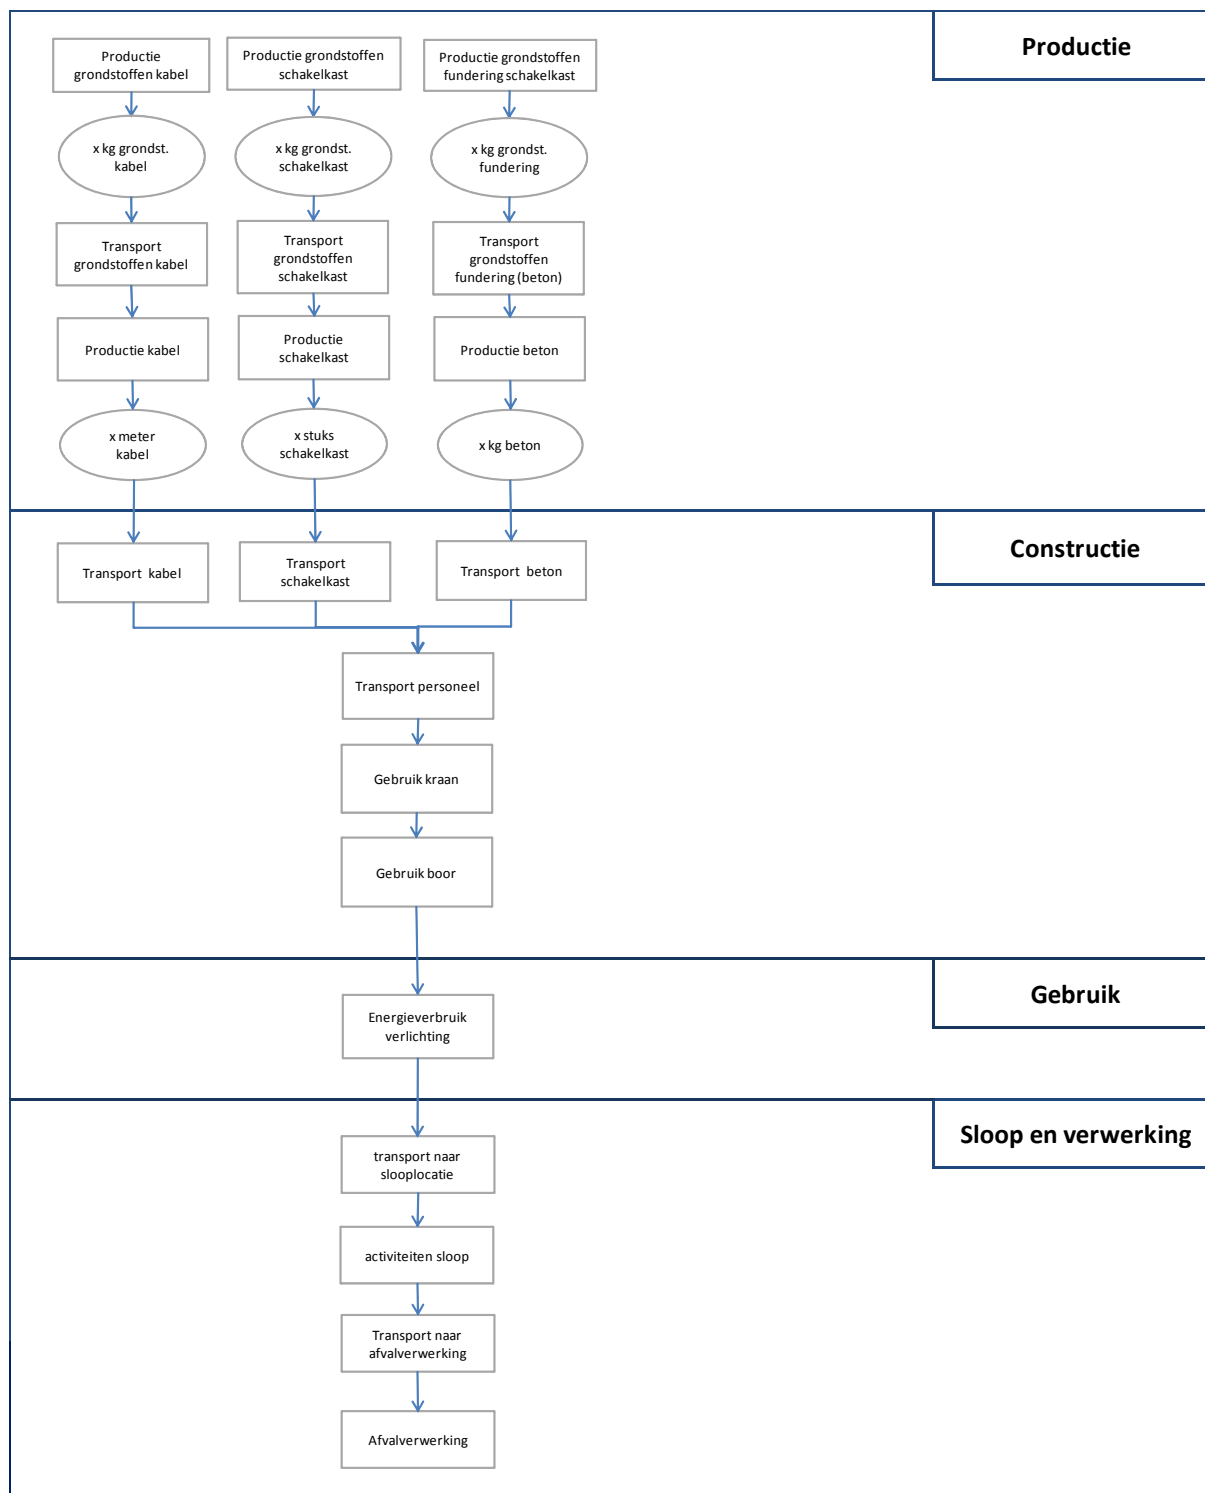 Productie
Productie
grondstoffen kabel
Productie grondstoffen
schakelkast
Productie grondstoffen
fundering schakelkast
x kg grondst.
kabel
x kg grondst.
schakelkast
x kg grondst.
fundering
Transport
grondstoffen kabel
Transport
grondstoffen
schakelkast
Transport
grondstoffen
fundering (beton)
Productie kabel
Productie
schakelkast
Productie beton
x meter
kabel
x stuks
schakelkast
x kg beton
Constructie
Transport kabel
Transport
schakelkast
Transport beton
Transport personeel
Gebruik kraan
Gebruik boor
Gebruik
Energieverbruik
verlichting
Sloop en verwerking
transport naar
slooplocatie
activiteiten sloop
Transport naar
afvalverwerking
Afvalverwerking